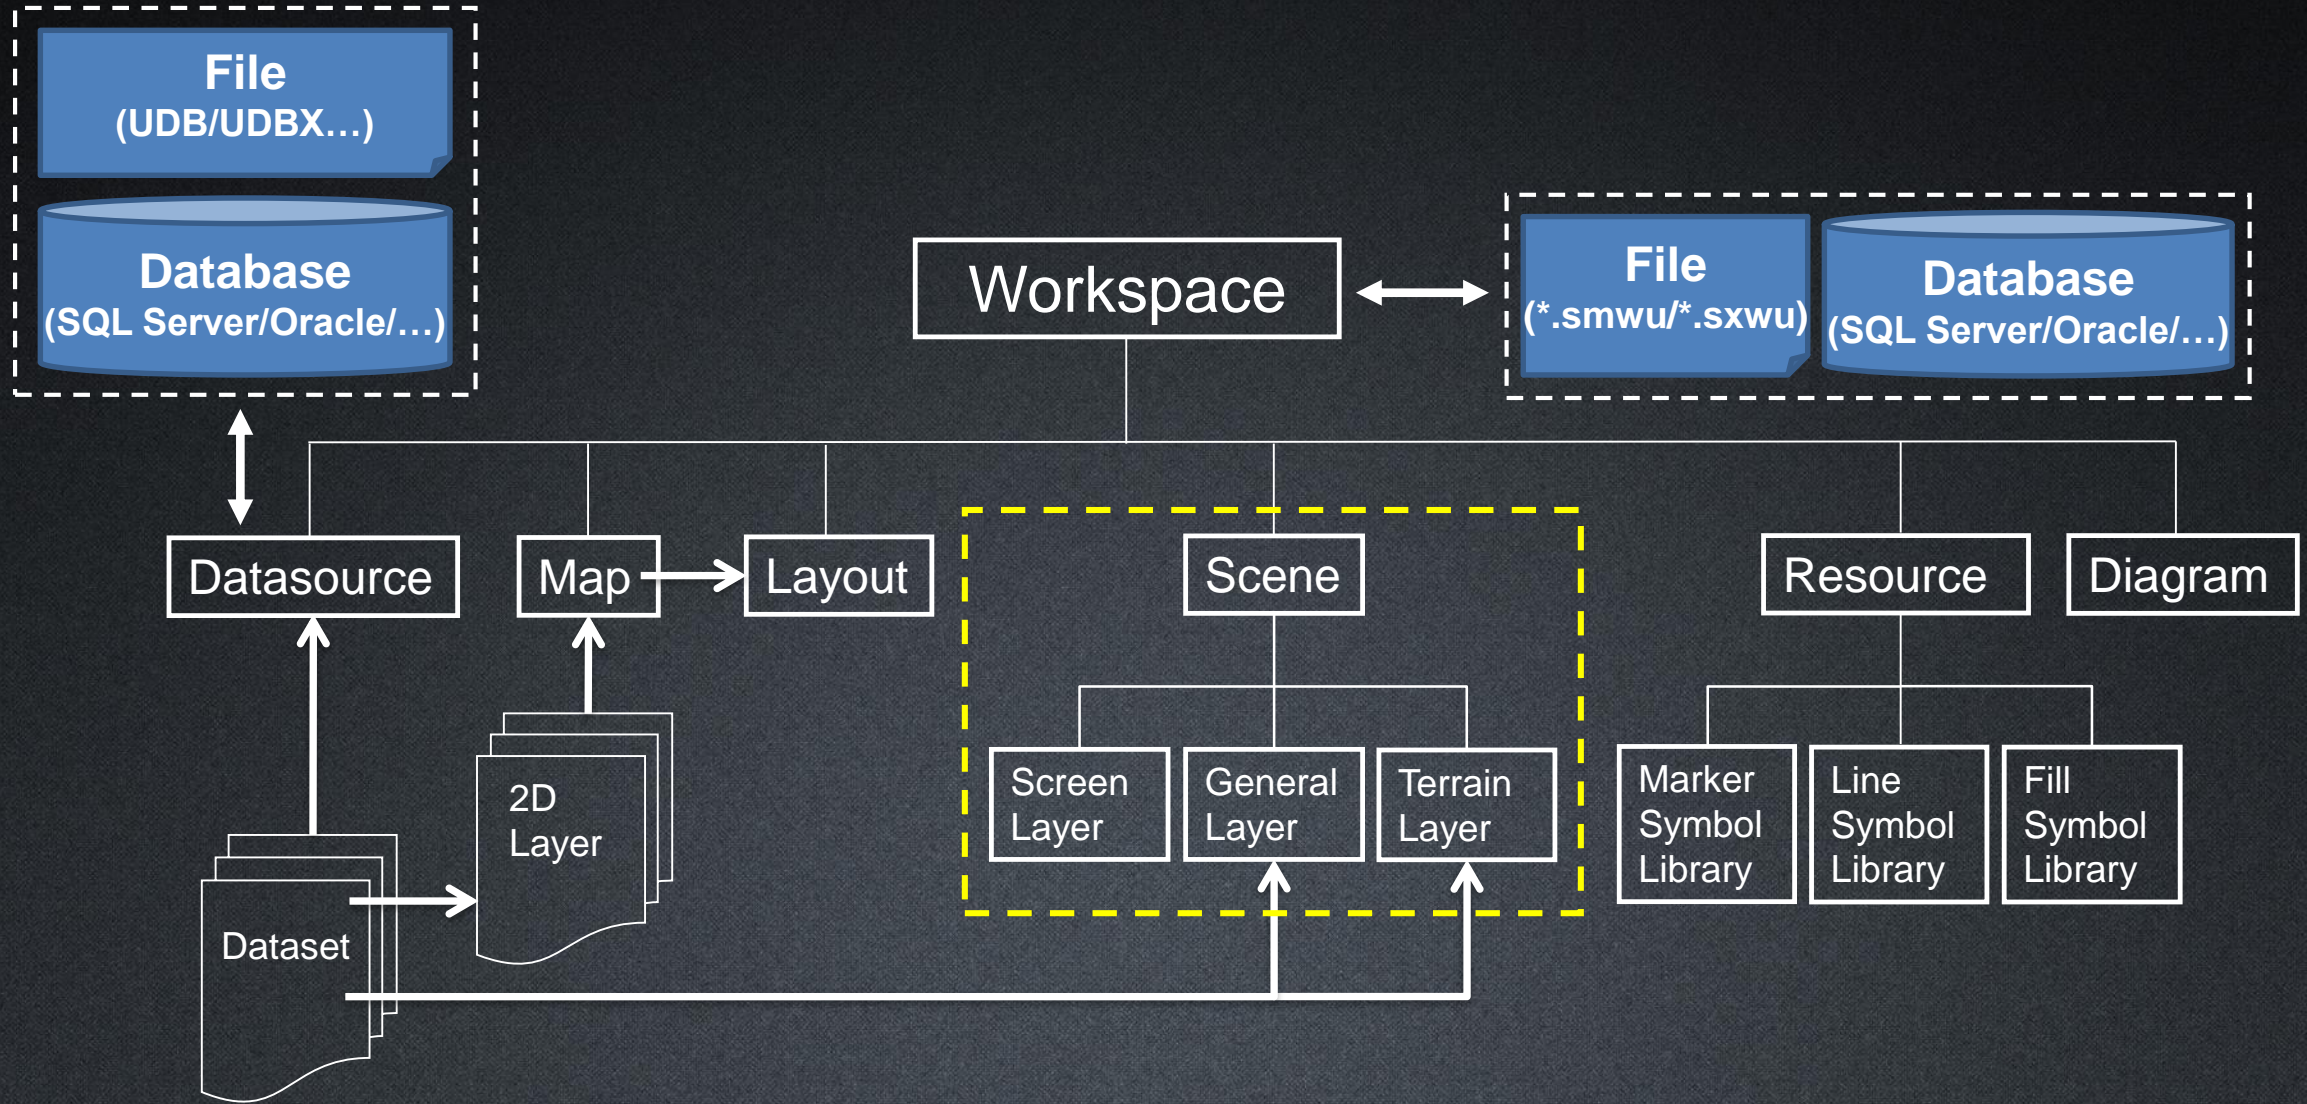 File
(UDB/UDBX…)
Database
(SQL Server/Oracle/…)
Workspace
File
(*.smwu/*.sxwu)
Database
(SQL Server/Oracle/…)
Datasource
Map
Layout
Scene
Resource
Diagram
2D
Layer
Screen
Layer
General
Layer
Terrain
Layer
Marker
Symbol
Library
Line
Symbol
Library
Fill
Symbol
Library
Dataset